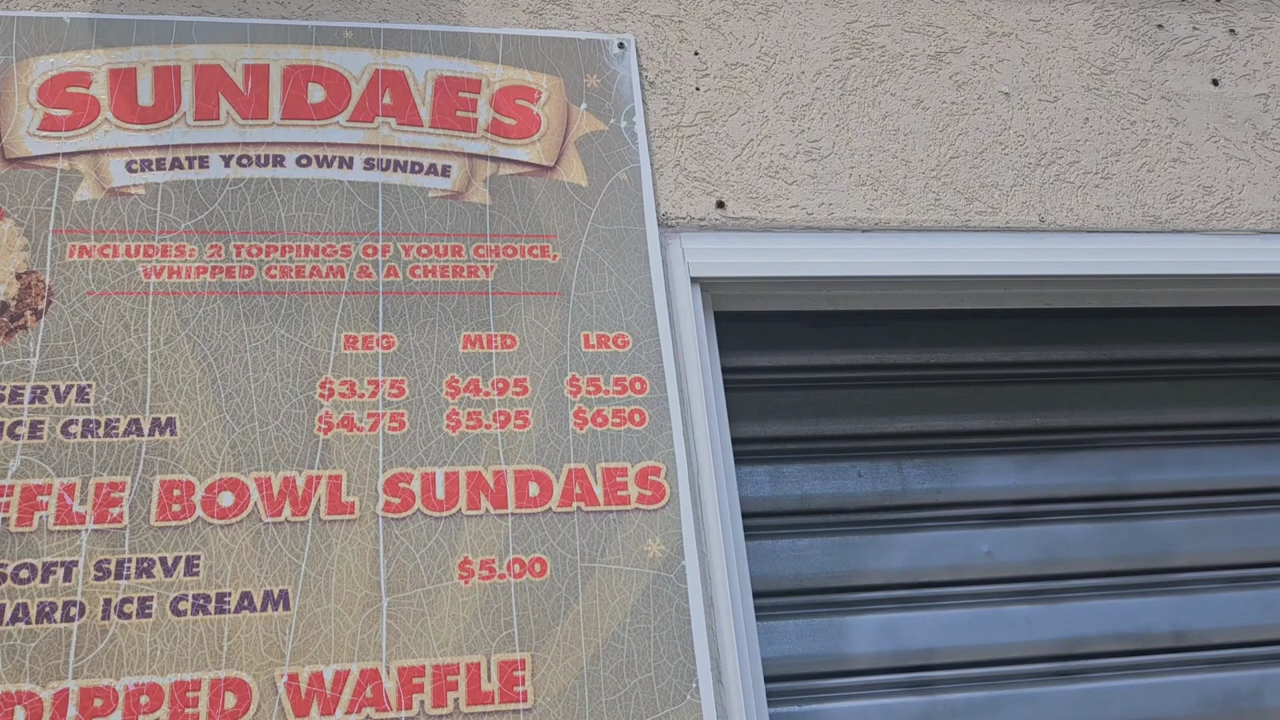 SUNDAES
CREATE YOUR OWN SUNDAE
INCLUDES: 2 TOPPINGS OF YOUR CHOICE,
WHIPPED CREAM & A CHERRY
REG MED LRG
SERVE $3.75 $4.95 $5.50
ICE CREAM $4.75 $5.95 $650
FFLE BOWL SUNDAES
SOFT SERVE $5.00
HARD ICE CREAM
DIPPED WAFFLE